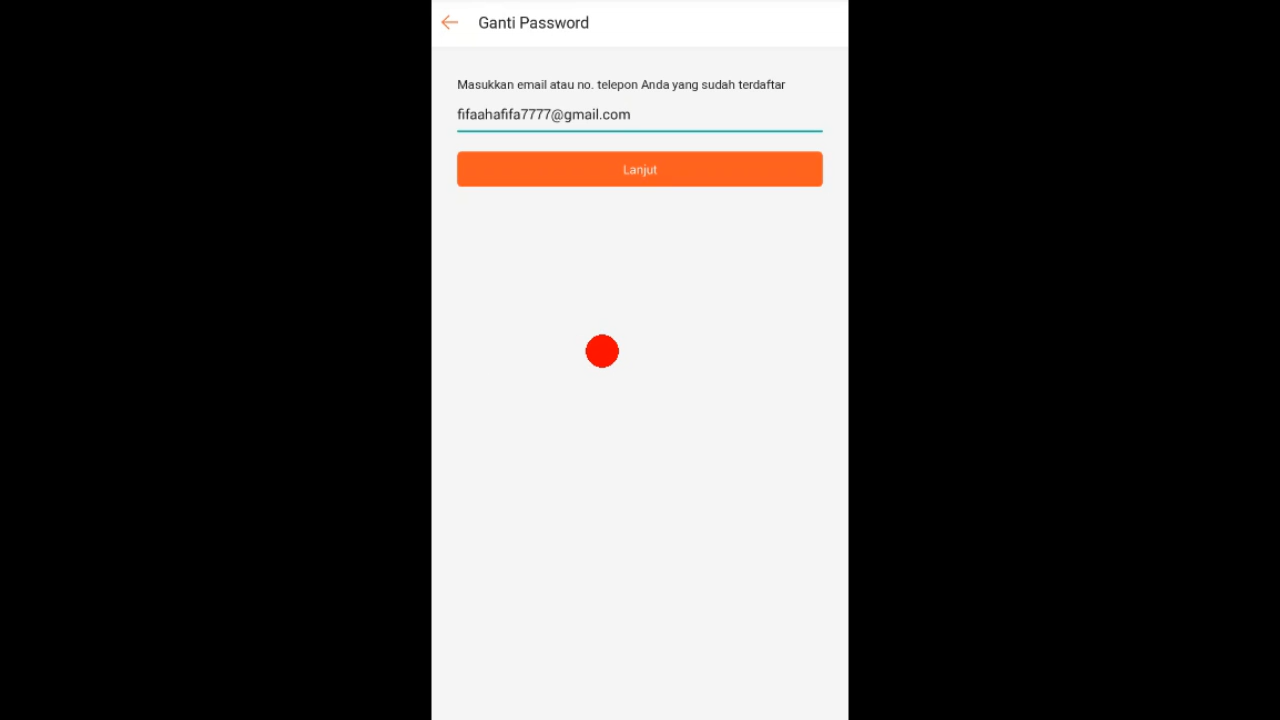 Ganti Password
Masukkan email atau no. telepon Anda yang sudah terdaftar
fifaahafifa7777@gmail.com
Lanjut